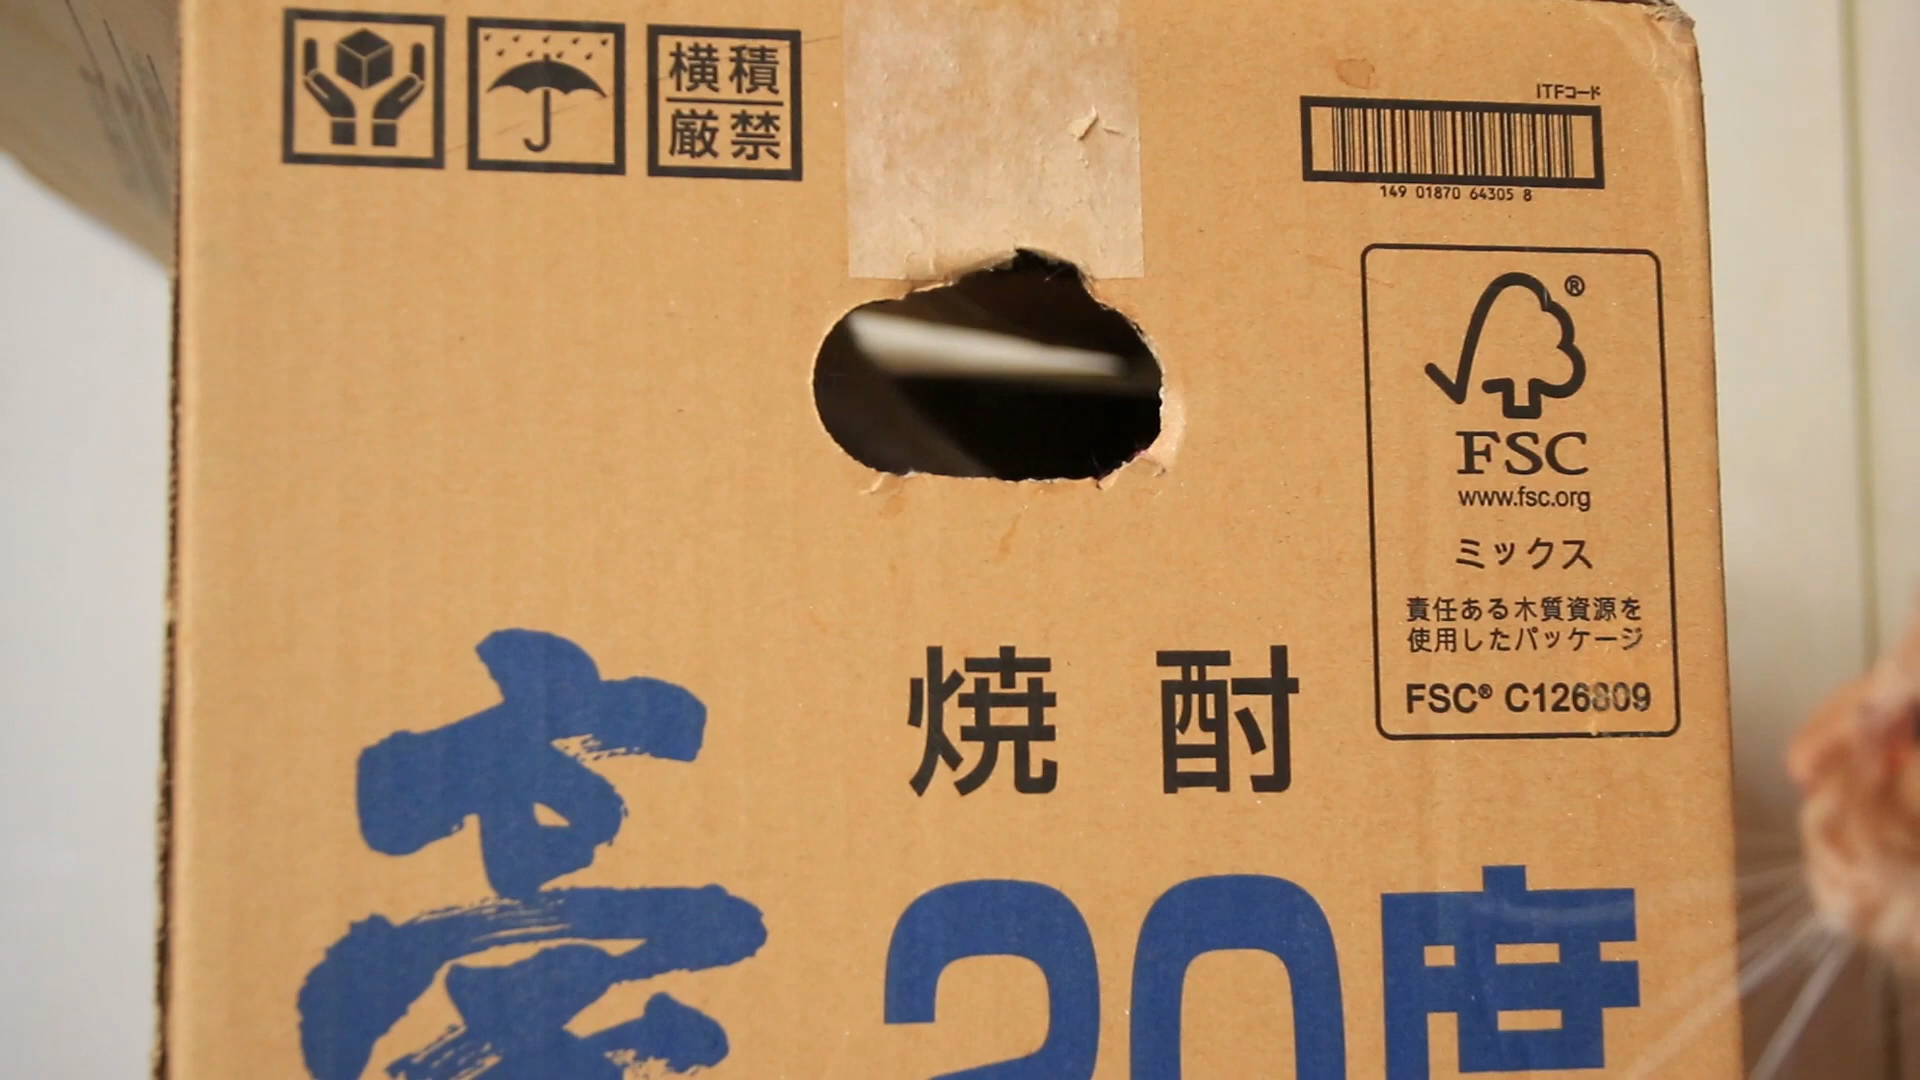 横積
厳禁
ITFコード
149 01870 64305 8
®
FSC
www.fsc.org
ミックス
責任ある木質資源を
使用したパッケージ
FSC® C126809
焼酎
20度